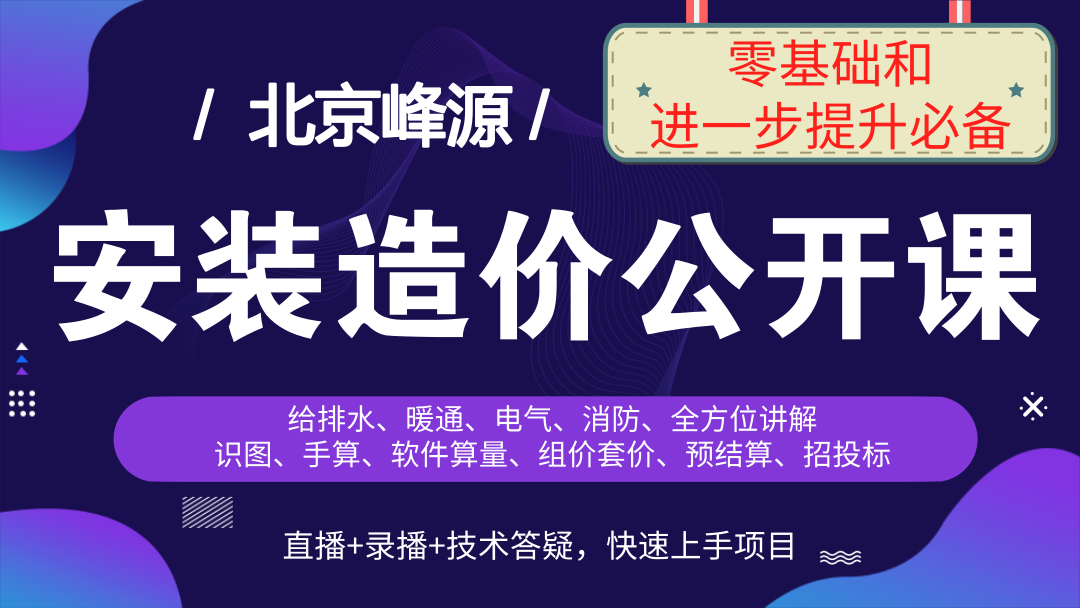 零基础和
进一步提升必备
/ 北京峰源 /
安装造价公开课
给排水、暖通、电气、消防、全方位讲解
识图、手算、软件算量、组价套价、预结算、招投标
直播+录播+技术答疑，快速上手项目